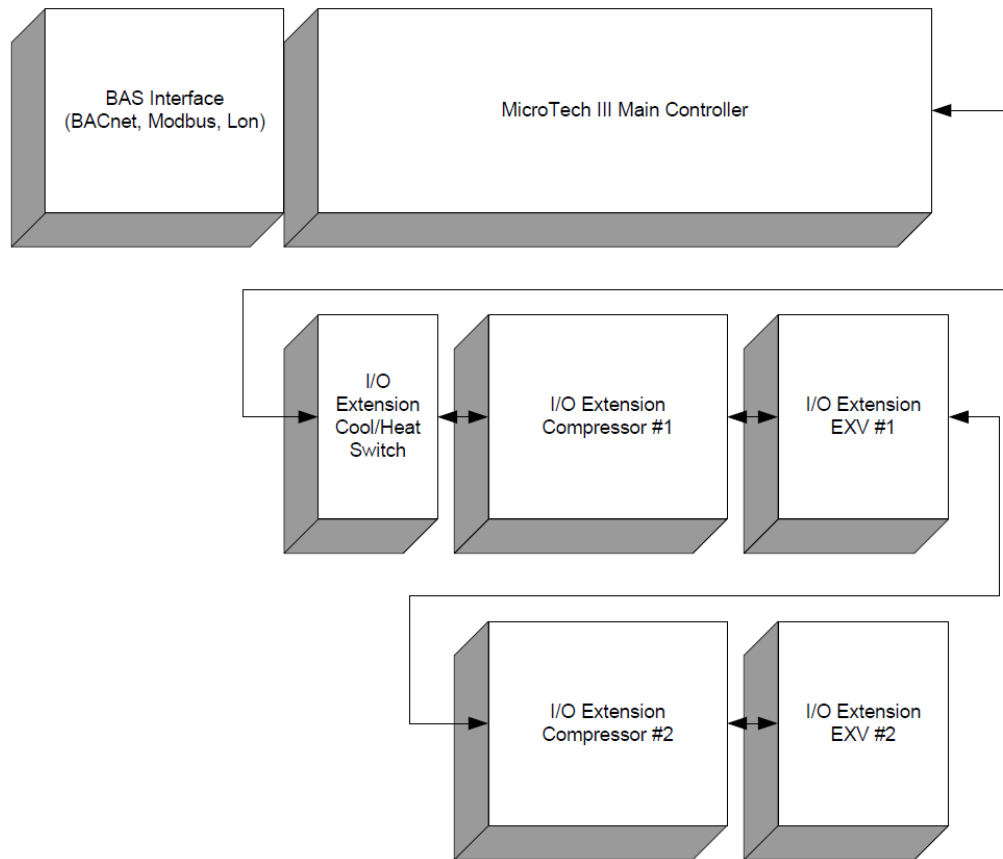 BAS Interface
(BACnet, Modbus, Lon)
MicroTech III Main Controller
I/O
Extension
Cool/Heat
Switch
I/O Extension
Compressor #1
I/O Extension
EXV #1
I/O Extension
Compressor #2
I/O Extension
EXV #2